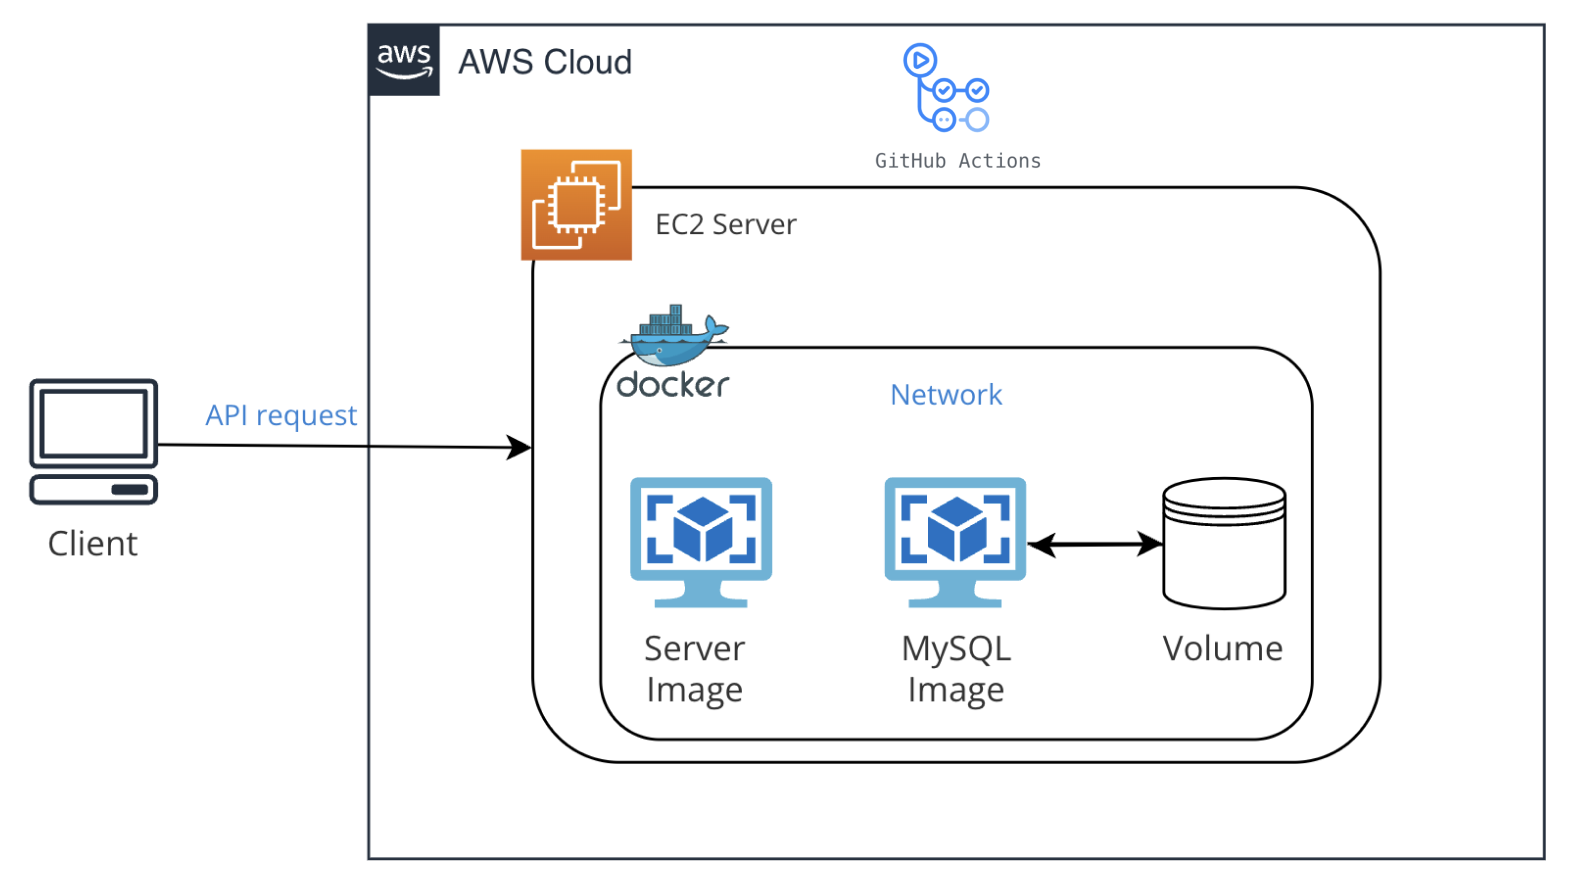 aws
AWS Cloud
GitHub Actions
EC2 Server
docker
Network
API request
Client
Server
Image
MySQL
Image
Volume